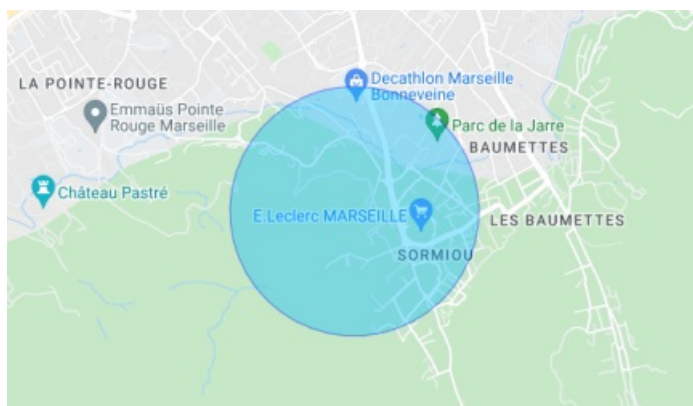 LA POINTE-ROUGE
Emmaüs Pointe
Rouge Marseille
Château Pastré
Decathlon Marseille
Bonneveine
Parc de la Jarre
BAUMETTES
E.Leclerc MARSEILLE
LES BAUMETTES
SORMIOU